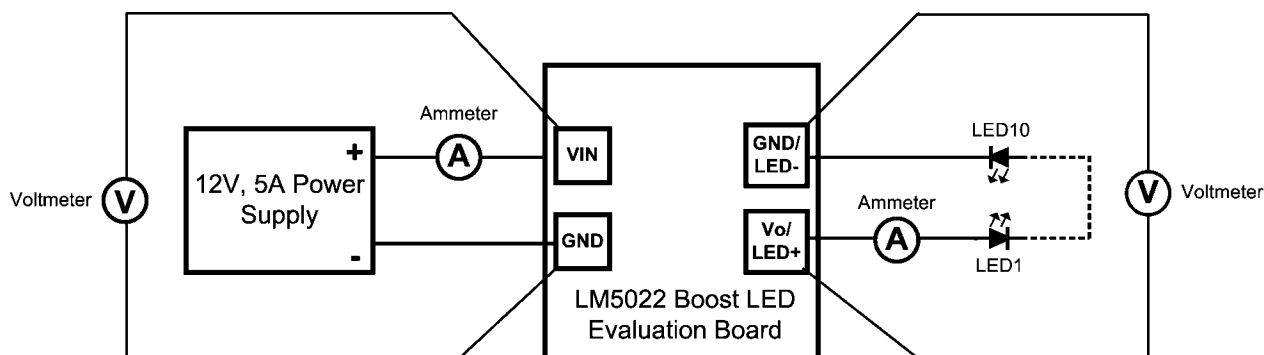 Ammeter
A
VIN
GND/
LED-
LED10
+
12V, 5A Power
Supply
-
Voltmeter
V
GND
Ammeter
A
Vo/
LED+
LED1
V
Voltmeter
LM5022 Boost LED
Evaluation Board